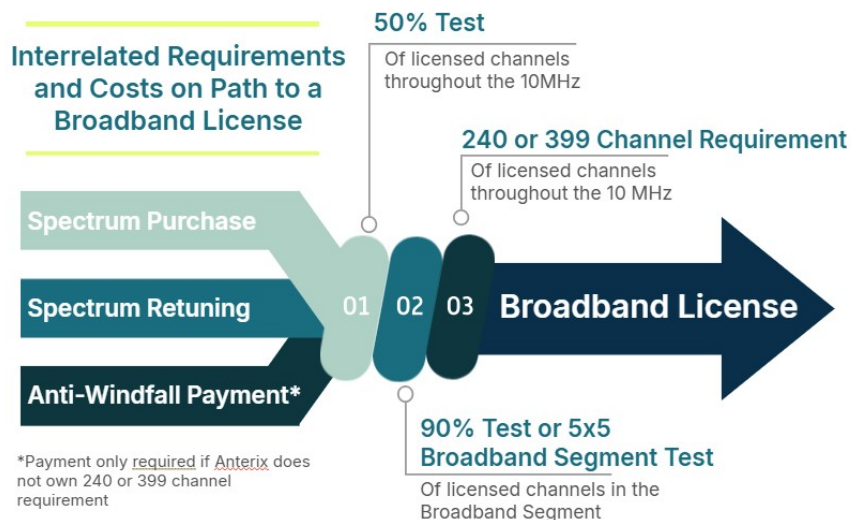 Interrelated Requirements
and Costs on Path to a
Broadband License
50% Test
Of licensed channels
throughout the 10MHz
240 or 399 Channel Requirement
Of licensed channels
throughout the 10 MHz
Spectrum Purchase
Spectrum Retuning
Anti-Windfall Payment*
01
02
03
Broadband License
90% Test or 5x5
Broadband Segment Test
Of licensed channels in the
Broadband Segment
*Payment only required if Anterix does
not own 240 or 399 channel
requirement